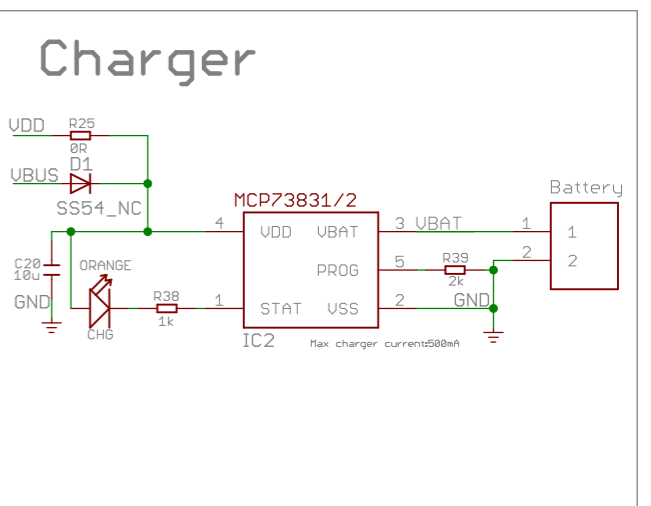 Charger
VDD
R25
0R
VBUS
D1
SS54_NC
MCP73831/2
4
VDD
VBAT
3
VBAT
Battery
1
1
2
2
C20
10u
GND
ORANGE
CHG
R38
1k
1
STAT
PROG
5
R39
2k
VSS
2
GND
IC2
Max charger current:500mA